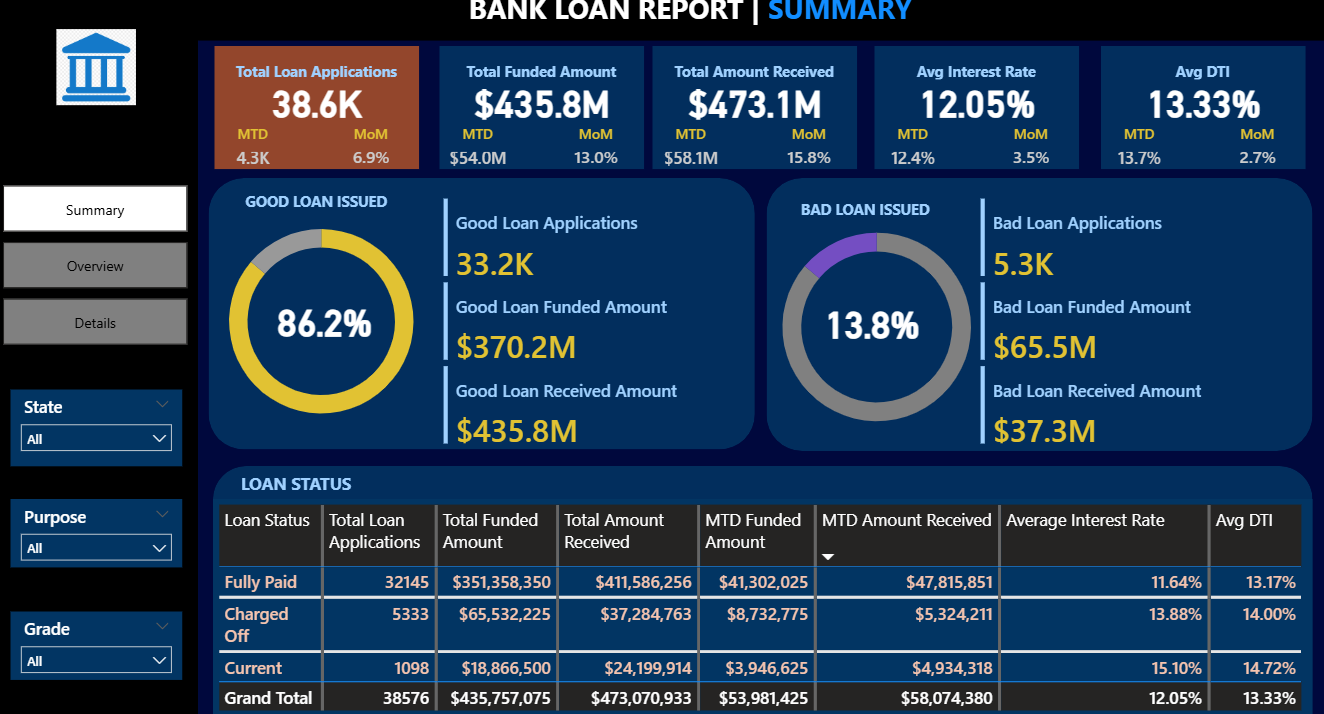 BANK LOAN REPORT | SUMMARY
Total Loan Applications
38.6K
MTD MoM
4.3K 6.9%
Total Funded Amount
$435.8M
MTD MoM
$54.0M 13.0%
Total Amount Received
$473.1M
MTD MoM
$58.1M 15.8%
Avg Interest Rate
12.05%
MTD MoM
12.4% 3.5%
Avg DTI
13.33%
MTD MoM
13.7% 2.7%
Summary
Overview
Details
State
All
Purpose
All
Grade
All
GOOD LOAN ISSUED
86.2%
Good Loan Applications
33.2K
Good Loan Funded Amount
$370.2M
Good Loan Received Amount
$435.8M
BAD LOAN ISSUED
13.8%
Bad Loan Applications
5.3K
Bad Loan Funded Amount
$65.5M
Bad Loan Received Amount
$37.3M
LOAN STATUS
Loan Status Total Loan Applications Total Funded Amount Total Amount Received MTD Funded Amount MTD Amount Received Average Interest Rate Avg DTI
Fully Paid 32145 $351,358,350 $411,586,256 $41,302,025 $47,815,851 11.64% 13.17%
Charged Off 5333 $65,532,225 $37,284,763 $8,732,775 $5,324,211 13.88% 14.00%
Current 1098 $18,866,500 $24,199,914 $3,946,625 $4,934,318 15.10% 14.72%
Grand Total 38576 $435,757,075 $473,070,933 $53,981,425 $58,074,380 12.05% 13.33%